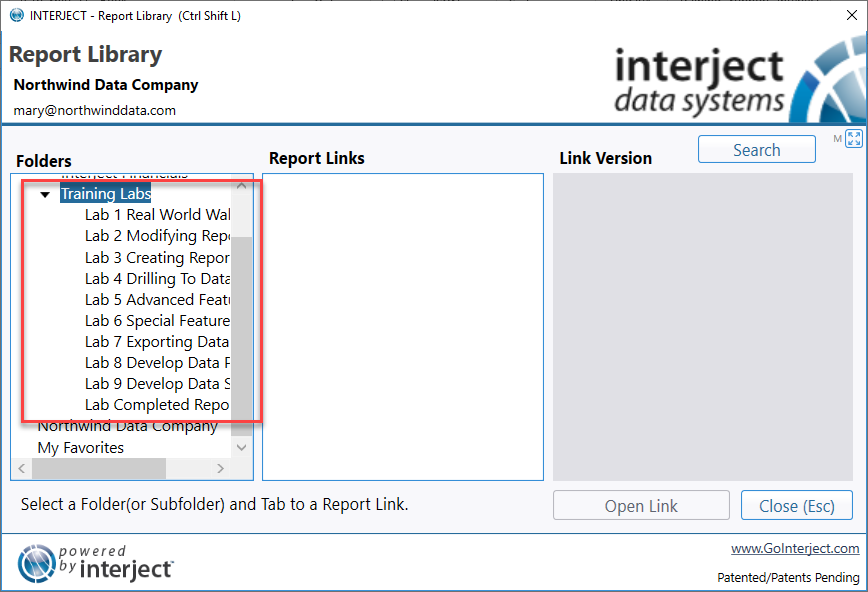 INTERJECT - Report Library (Ctrl Shift L)
Report Library
Northwind Data Company
mary@northwinddata.com
interject
data systems
M
Search
Folders
Report Links
Link Version
Interject Financials
Training Labs
Lab 1 Real World Wal
Lab 2 Modifying Repo
Lab 3 Creating Repor
Lab 4 Drilling To Data
Lab 5 Advanced Featu
Lab 6 Special Feature
Lab 7 Exporting Data
Lab 8 Develop Data P
Lab 9 Develop Data S
Lab Completed Repo
Northwind Data Company
My Favorites
Select a Folder(or Subfolder) and Tab to a Report Link.
Open Link
Close (Esc)
powered
by interject™
www.GoInterject.com
Patented/Patents Pending